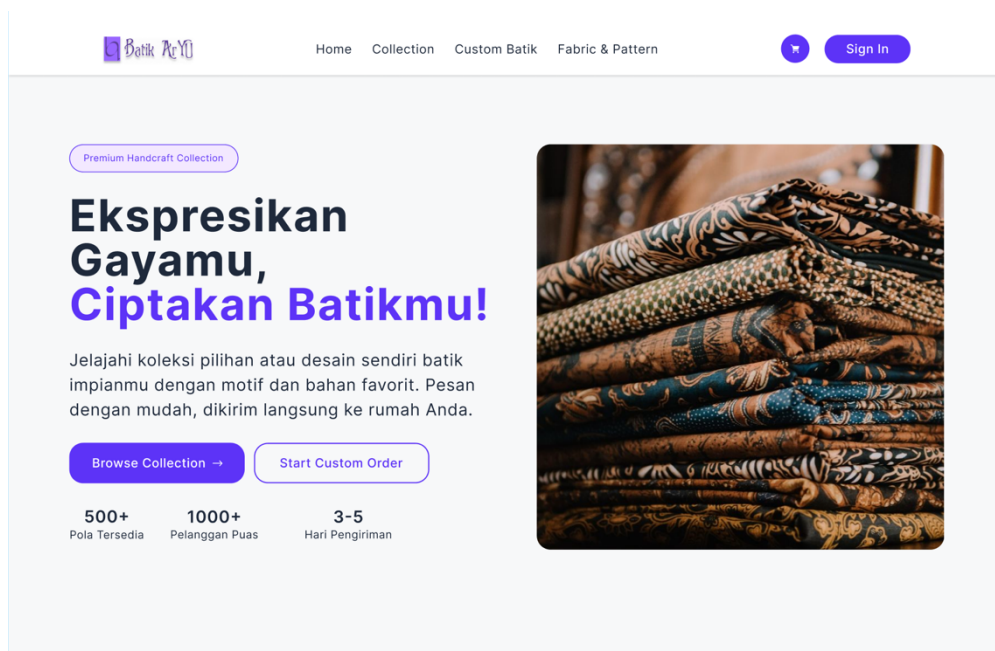 Batik ArYO
Home Collection Custom Batik Fabric & Pattern
Sign In
Premium Handcraft Collection
Ekspresikan
Gayamu,
Ciptakan Batikmu!
Jelajahi koleksi pilihan atau desain sendiri batik
impianmu dengan motif dan bahan favorit. Pesan
dengan mudah, dikirim langsung ke rumah Anda.
Browse Collection →
Start Custom Order
500+ 1000+ 3-5
Pola Tersedia Pelanggan Puas Hari Pengiriman